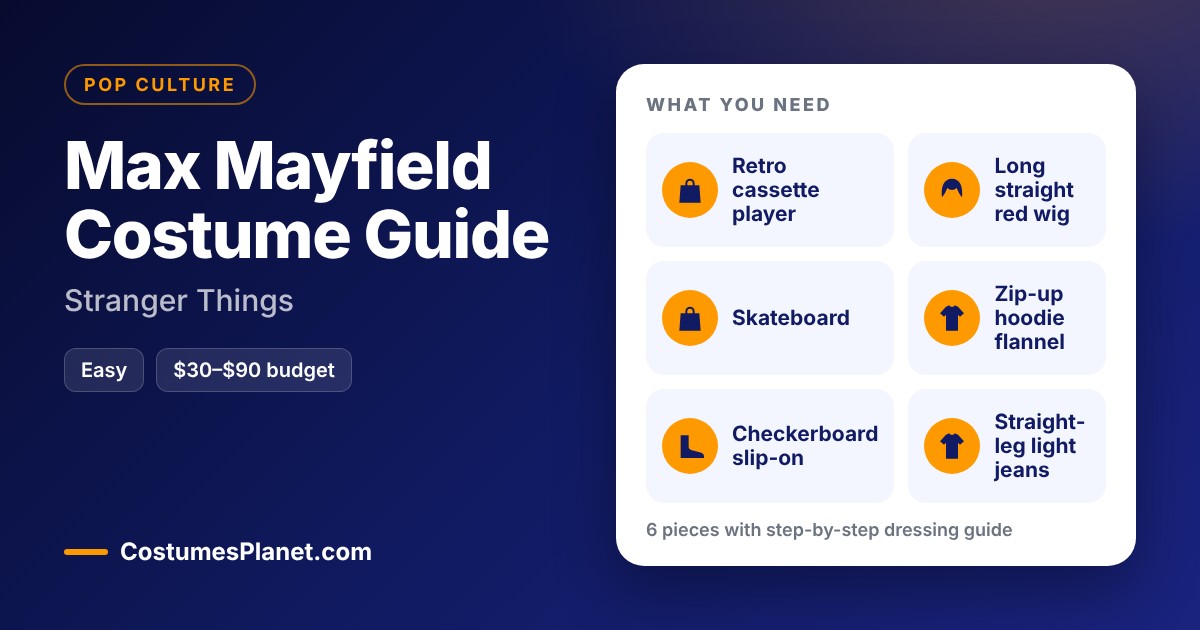 POP CULTURE
Max Mayfield
Costume Guide
Stranger Things
Easy
$30–$90 budget
CostumesPlanet.com
WHAT YOU NEED
Retro
cassette
player
Long
straight
red wig
Skateboard
Zip-up
hoodie
flannel
Checkerboard
slip-on
Straight-
leg light
jeans
6 pieces with step-by-step dressing guide